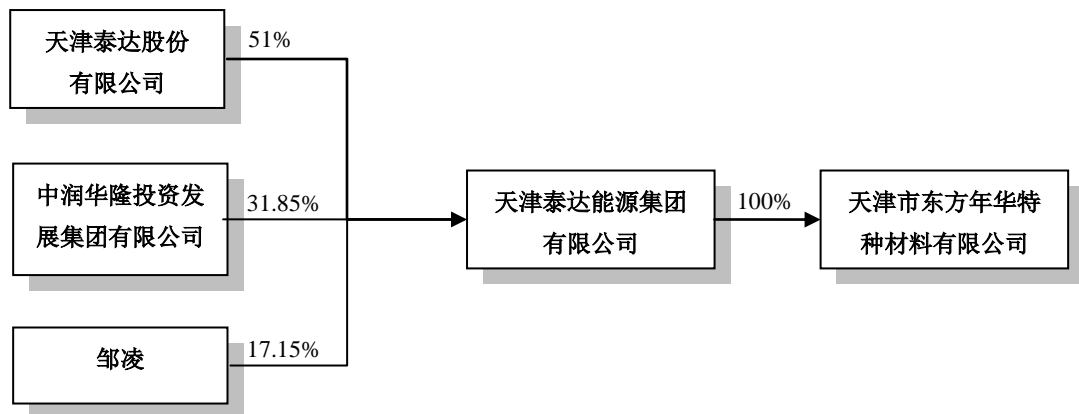 天津泰达股份
有限公司
51%
中润华隆投资发
展集团有限公司
31.85%
邹凌
17.15%
天津泰达能源集团
有限公司
100%
天津市东方年华特
种材料有限公司